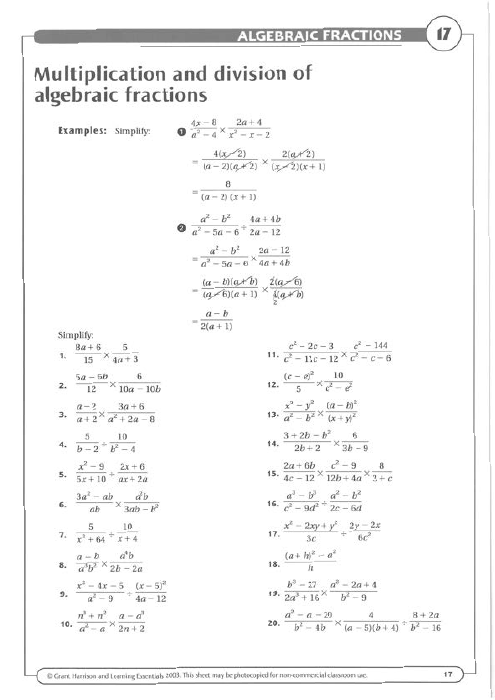 ALGEBRAIC FRACTIONS 17
Multiplication and division of
algebraic fractions
Examples: Simplify: 1 (4x − 8)/(a² − 4) × (2a + 4)/(x² − x − 2)
= 4(x − 2)/((a − 2)(a + 2)) × 2(a + 2)/((x − 2)(x + 1))
= 8/((a − 2)(x + 1))
2 (a² − b²)/(a² − 5a − 6) ÷ (4a + 4b)/(2a − 12)
= (a² − b²)/(a² − 5a − 6) × (2a − 12)/(4a + 4b)
= (a − b)(a + b)/((a − 6)(a + 1)) × 2(a − 6)/(4(a + b))
2
= (a − b)/(2(a + 1))
Simplify:
1. (8a + 6)/15 × 5/(4a + 3)
2. (5a − 5b)/12 × 6/(10a − 10b)
3. (a − 2)/(a + 2) × (3a + 6)/(a² + 2a − 8)
4. 5/(b − 2) ÷ 10/(b² − 4)
5. (x² − 9)/(5x + 10) ÷ (2x + 6)/(ax + 2a)
6. (3a² − ab)/(ab) × (a²b)/(3ab − b²)
7. 5/(x³ + 64) ÷ 10/(x + 4)
8. (a − b)/(a³b²) × (a⁴b)/(2b − 2a)
9. (x² − 4x − 5)/(a² − 9) ÷ (x − 5)²/(4a − 12)
10. (n³ + n²)/(a² − a) × (a − a²)/(2n + 2)
11. (c² − 2c − 3)/(c² − 11c − 12) × (c² − 144)/(c² − c − 6)
12. (c − e)²/5 × 10/(c² − e²)
13. (x² − y²)/(a² − b²) × (a − b)²/(x + y)²
14. (3 + 2b − b²)/(2b + 2) × 6/(3b − 9)
15. (2a + 6b)/(4c − 12) × (c² − 9)/(12b + 4a) × 8/(3 + c)
16. (a³ − b³)/(c² − 9d²) ÷ (a² − b²)/(2c − 6d)
17. (x² − 2xy + y²)/3c ÷ (2y − 2x)/6c²
18. ((a + h)² − a²)/h
19. (b³ − 27)/(2a³ + 16) × (a² − 2a + 4)/(b² − 9)
20. (a² − a − 20)/(b² − 4b) × 4/((a − 5)(b + 4)) ÷ (8 + 2a)/(b² − 16)
© Grant Harrison and Learning Essentials 2003. This sheet may be photocopied for non-commercial classroom use. 17